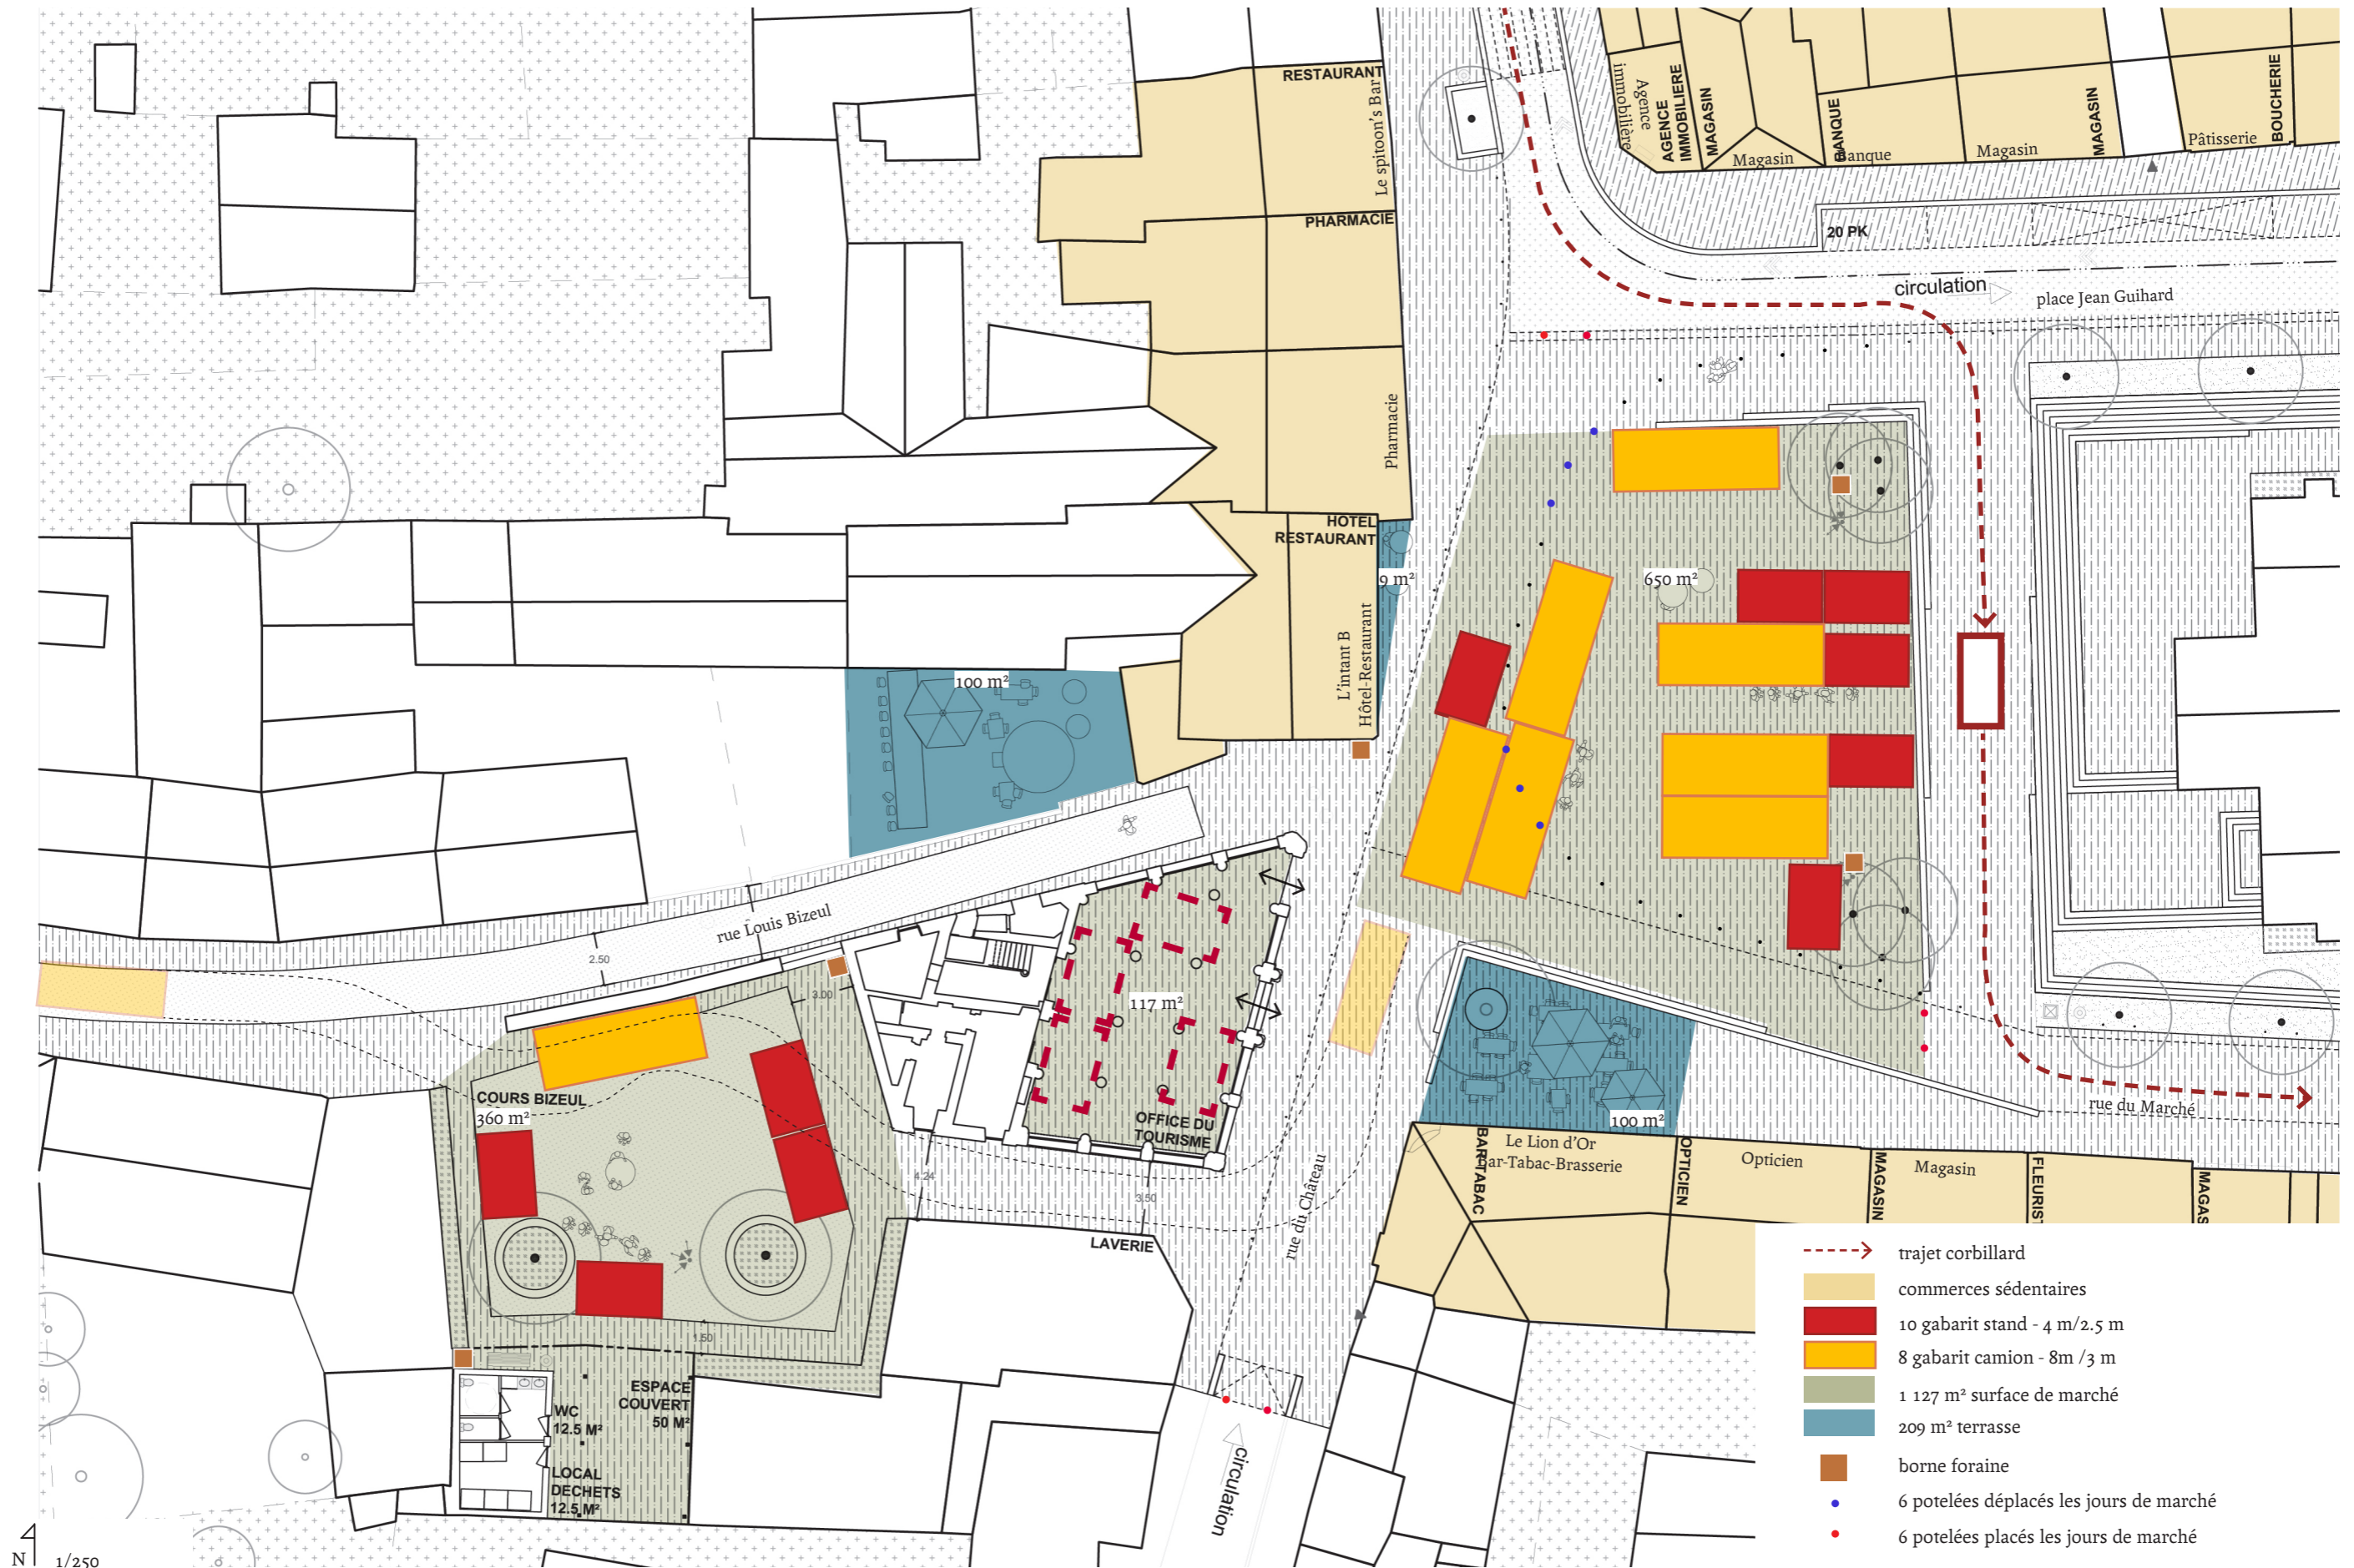 RESTAURANT
Le spitoon's Bar
PHARMACIE
Pharmacie
HOTEL
RESTAURANT
9 m²
L'intant B
Hôtel-Restaurant
100 m²
Agence
immobilière
AGENCE
IMMOBILIERE
MAGASIN
Magasin
BANQUE
Banque
Magasin
MAGASIN
Pâtisserie
BOUCHERIE
20 PK
circulation
place Jean Guihard
650 m²
rue Louis Bizeul
2.50
3.00
117 m²
OFFICE DU
TOURISME
COURS BIZEUL
360 m²
4.24
3.50
1.50
LAVERIE
rue du Château
100 m²
rue du Marché
BAR TABAC
Le Lion d'Or
Bar-Tabac-Brasserie
OPTICIEN
Opticien
MAGASIN
Magasin
FLEURIST
MAGAS
ESPACE
COUVERT
50 M²
WC
12.5 M²
LOCAL
DECHETS
12.5 M²
circulation
trajet corbillard
commerces sédentaires
10 gabarit stand - 4 m/2.5 m
8 gabarit camion - 8m /3 m
1 127 m² surface de marché
209 m² terrasse
borne foraine
6 potelées déplacés les jours de marché
6 potelées placés les jours de marché
N
1/250